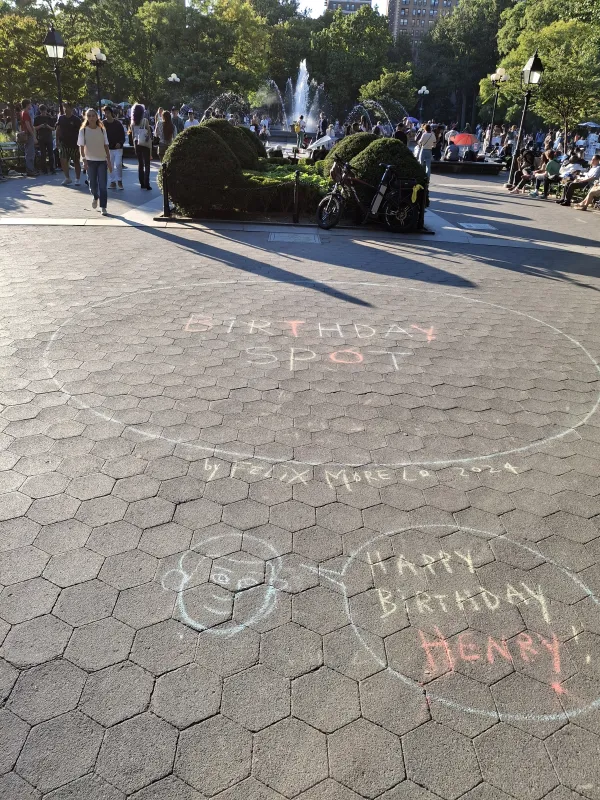 BIRTHDAY
SPOT
by FELIX MORELO 2024
HAPPY
BiRTHDAY
HENRY!